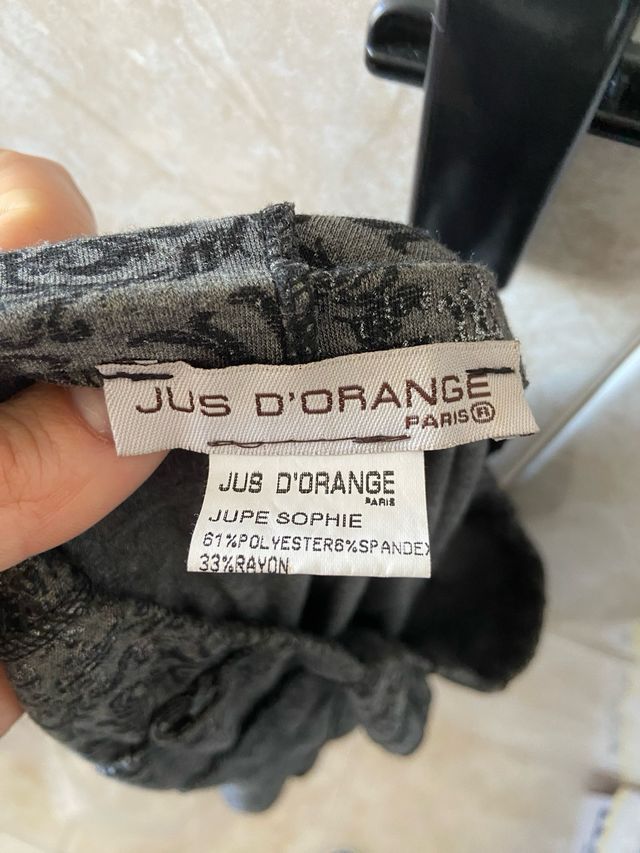 JUS D'ORANGE
PARIS
JUS D'ORANGE
PARIS
JUPE SOPHIE
61%POLYESTER6%SPANDEX
33%RAYON